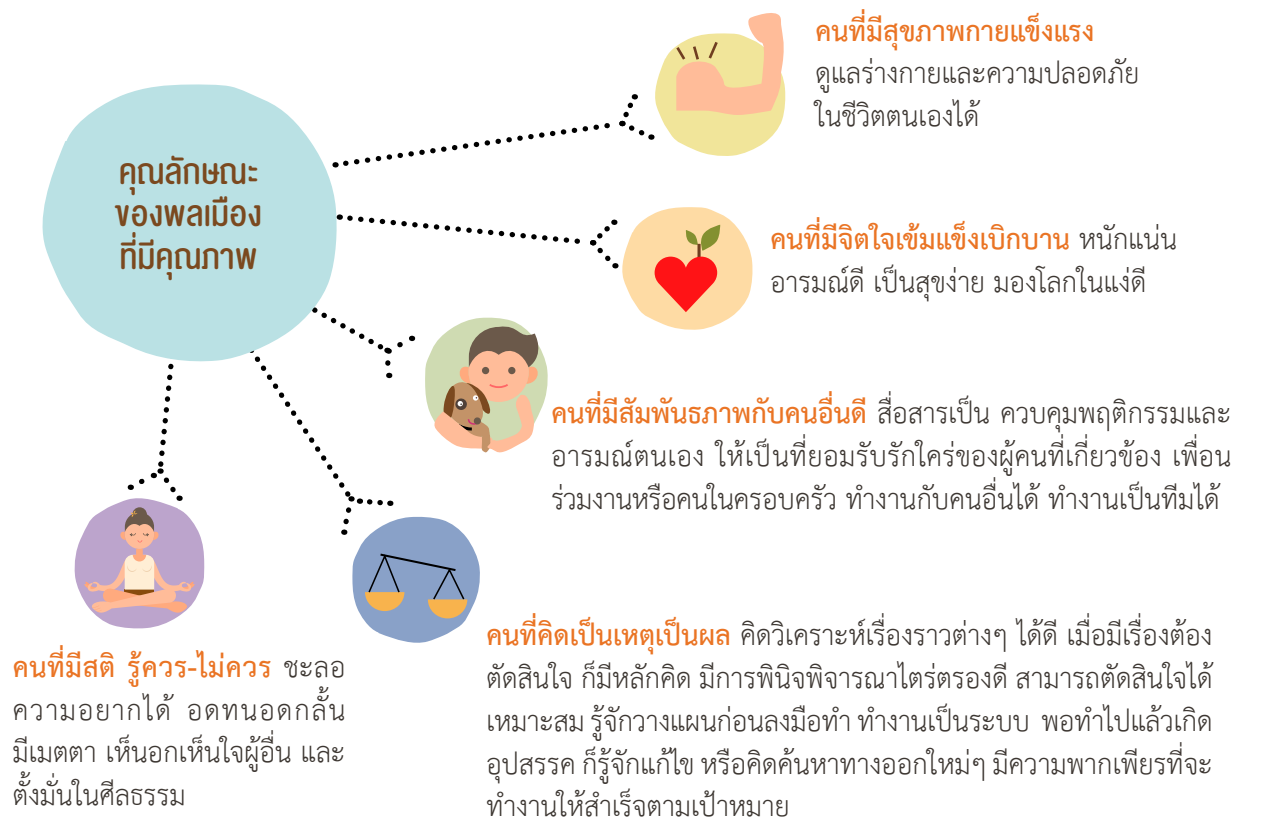 คุณลักษณะ
ของพลเมือง
ที่มีคุณภาพ
คนที่มีสุขภาพกายแข็งแรง
ดูแลร่างกายและความปลอดภัย
ในชีวิตตนเองได้
คนที่มีจิตใจเข้มแข็งเบิกบาน หนักแน่น
อารมณ์ดี เป็นสุขง่าย มองโลกในแง่ดี
คนที่มีสัมพันธภาพกับคนอื่นดี สื่อสารเป็น ควบคุมพฤติกรรมและ
อารมณ์ตนเอง ให้เป็นที่ยอมรับรักใคร่ของผู้คนที่เกี่ยวข้อง เพื่อน
ร่วมงานหรือคนในครอบครัว ทำงานกับคนอื่นได้ ทำงานเป็นทีมได้
คนที่คิดเป็นเหตุเป็นผล คิดวิเคราะห์เรื่องราวต่างๆ ได้ดี เมื่อมีเรื่องต้อง
ตัดสินใจ ก็มีหลักคิด มีการพินิจพิจารณาไตร่ตรองดี สามารถตัดสินใจได้
เหมาะสม รู้จักวางแผนก่อนลงมือทำ ทำงานเป็นระบบ พอทำไปแล้วเกิด
อุปสรรค ก็รู้จักแก้ไข หรือคิดค้นหาทางออกใหม่ๆ มีความพากเพียรที่จะ
ทำงานให้สำเร็จตามเป้าหมาย
คนที่มีสติ รู้ควร-ไม่ควร ชะลอ
ความอยากได้ อดทนอดกลั้น
มีเมตตา เห็นอกเห็นใจผู้อื่น และ
ตั้งมั่นในศีลธรรม